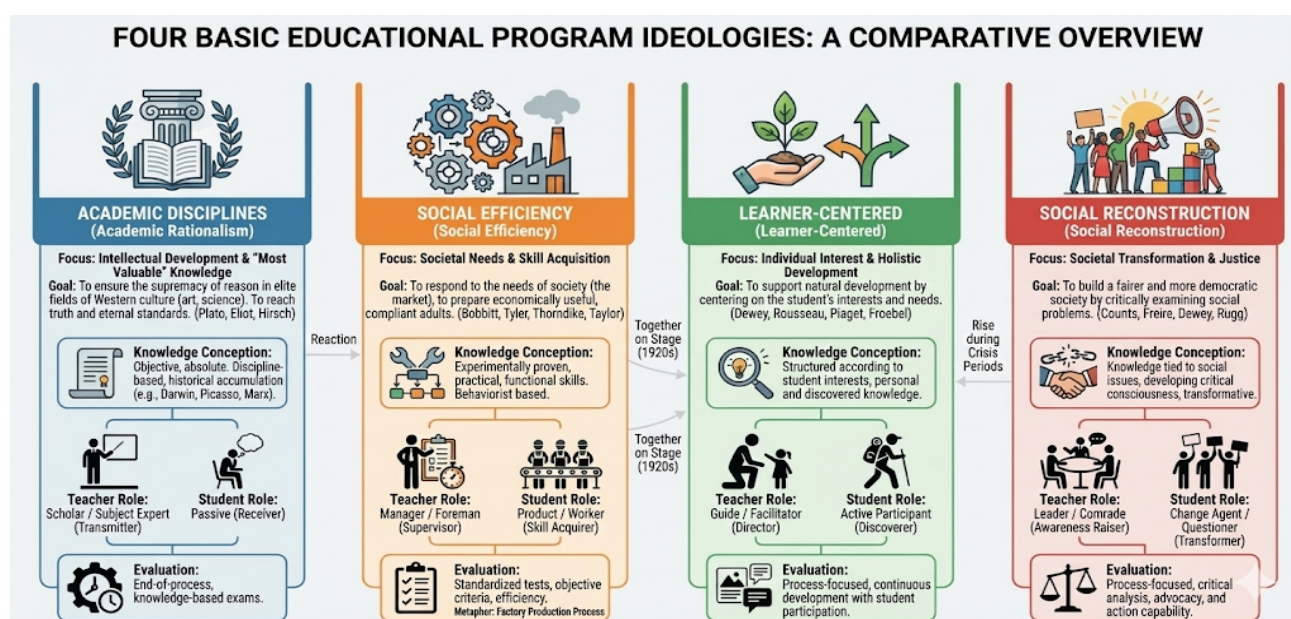 FOUR BASIC EDUCATIONAL PROGRAM IDEOLOGIES: A COMPARATIVE OVERVIEW
ACADEMIC DISCIPLINES
(Academic Rationalism)
Focus: Intellectual Development & "Most
Valuable" Knowledge
Goal: To ensure the supremacy of reason in elite
fields of Western culture (art, science). To reach
truth and eternal standards. (Plato, Eliot, Hirsch)
Knowledge Conception:
Objective, absolute. Discipline-
based, historical accumulation
(e.g., Darwin, Picasso, Marx).
Teacher Role:
Scholar / Subject Expert
(Transmitter)
Student Role:
Passive (Receiver)
Evaluation:
End-of-process,
knowledge-based exams.
Reaction
SOCIAL EFFICIENCY
(Social Efficiency)
Focus: Societal Needs & Skill Acquisition
Goal: To respond to the needs of society (the
market), to prepare economically useful,
compliant adults. (Bobbitt, Tyler, Thorndike, Taylor)
Knowledge Conception:
Experimentally proven,
practical, functional skills.
Behaviorist based.
Teacher Role:
Manager / Foreman
(Supervisor)
Student Role:
Product / Worker
(Skill Acquirer)
Evaluation:
Standardized tests, objective
criteria, efficiency.
Metapher: Factory Production Process
Together
on Stage
(1920s)
Together
on Stage
(1920s)
LEARNER-CENTERED
(Learner-Centered)
Focus: Individual Interest & Holistic
Development
Goal: To support natural development by
centering on the student's interests and needs.
(Dewey, Rousseau, Piaget, Froebel)
Knowledge Conception:
Structured according to
student interests, personal
and discovered knowledge.
Teacher Role:
Guide / Facilitator
(Director)
Student Role:
Active Participant
(Discoverer)
Evaluation:
Process-focused, continuous
development with student
participation.
Rise
during
Crisis
Periods
SOCIAL RECONSTRUCTION
(Social Reconstruction)
Focus: Societal Transformation & Justice
Goal: To build a fairer and more democratic
society by critically examining social
problems. (Counts, Freire, Dewey, Rugg)
Knowledge Conception:
Knowledge tied to social
issues, developing critical
consciousness, transformative.
Teacher Role:
Leader / Comrade
(Awareness Raiser)
Student Role:
Change Agent /
Questioner
(Transformer)
Evaluation:
Process-focused, critical
analysis, advocacy, and
action capability.